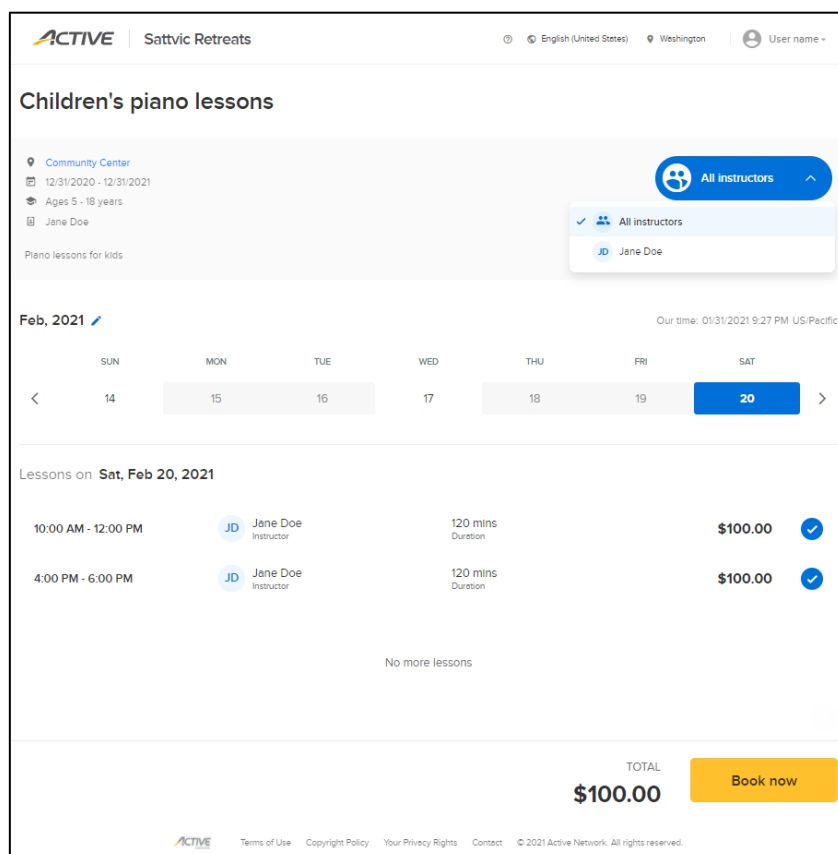 ACTIVE Sattvic Retreats English (United States) Washington User name
Children's piano lessons
Community Center
12/31/2020 - 12/31/2021
Ages 5 - 18 years
Jane Doe
Piano lessons for kids
All instructors
All instructors
JD Jane Doe
Feb, 2021 Our time: 01/31/2021 9:27 PM US/Pacific
SUN MON TUE WED THU FRI SAT
14 15 16 17 18 19 20
Lessons on Sat, Feb 20, 2021
10:00 AM - 12:00 PM JD Jane Doe 120 mins $100.00
Instructor Duration
4:00 PM - 6:00 PM JD Jane Doe 120 mins $100.00
Instructor Duration
No more lessons
TOTAL
$100.00
Book now
ACTIVE Terms of Use Copyright Policy Your Privacy Rights Contact © 2021 Active Network. All rights reserved.